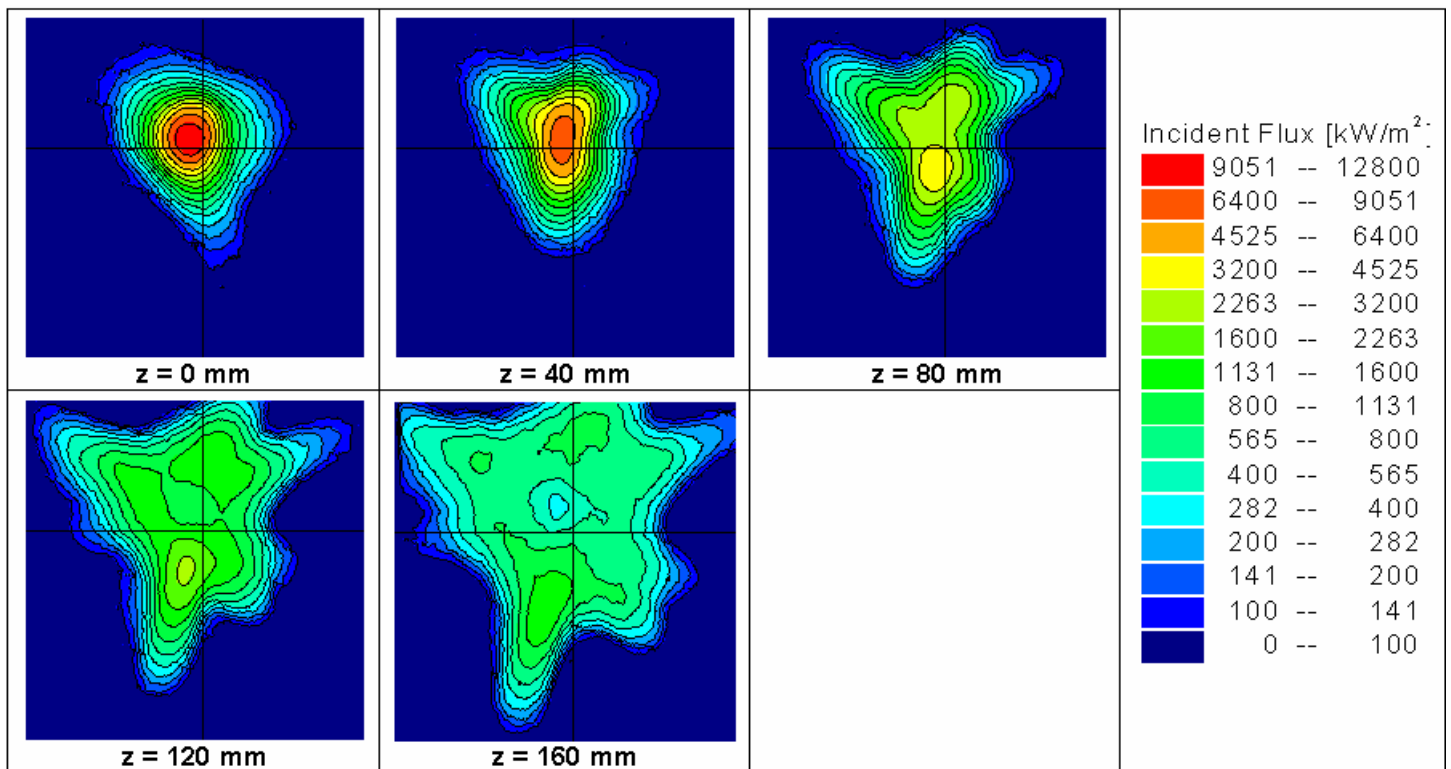 z = 0 mm
z = 40 mm
z = 80 mm
z = 120 mm
z = 160 mm
Incident Flux [kW/m²]
9051 -- 12800
6400 -- 9051
4525 -- 6400
3200 -- 4525
2263 -- 3200
1600 -- 2263
1131 -- 1600
800 -- 1131
565 -- 800
400 -- 565
282 -- 400
200 -- 282
141 -- 200
100 -- 141
0 -- 100